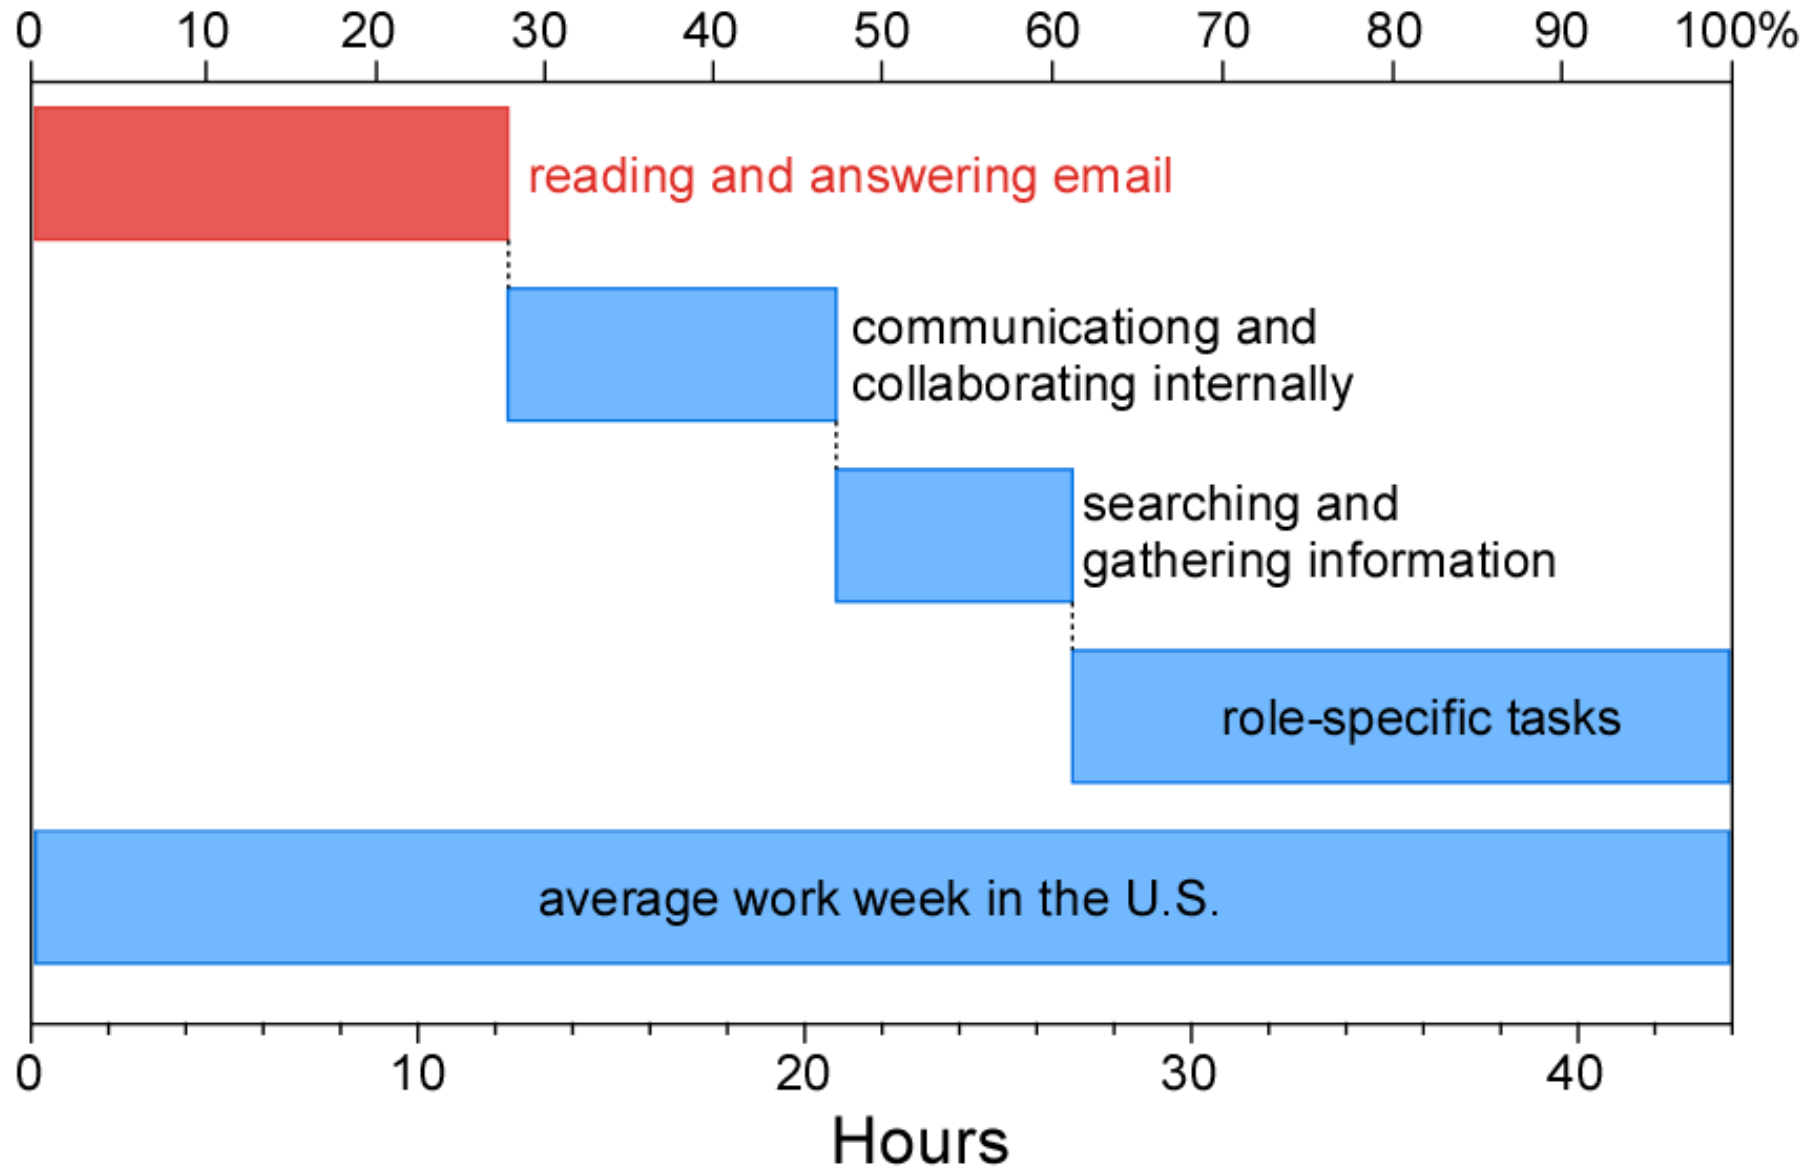 0 10 20 30 40 50 60 70 80 90 100%
reading and answering email
communicationg and
collaborating internally
searching and
gathering information
role-specific tasks
average work week in the U.S.
0 10 20 30 40
Hours